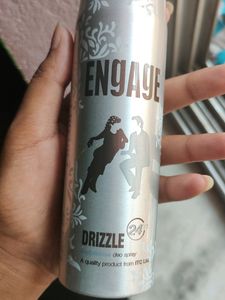 ENgAgE
DRIZZLE 24
deo spray
A quality product from ITC Ltd.